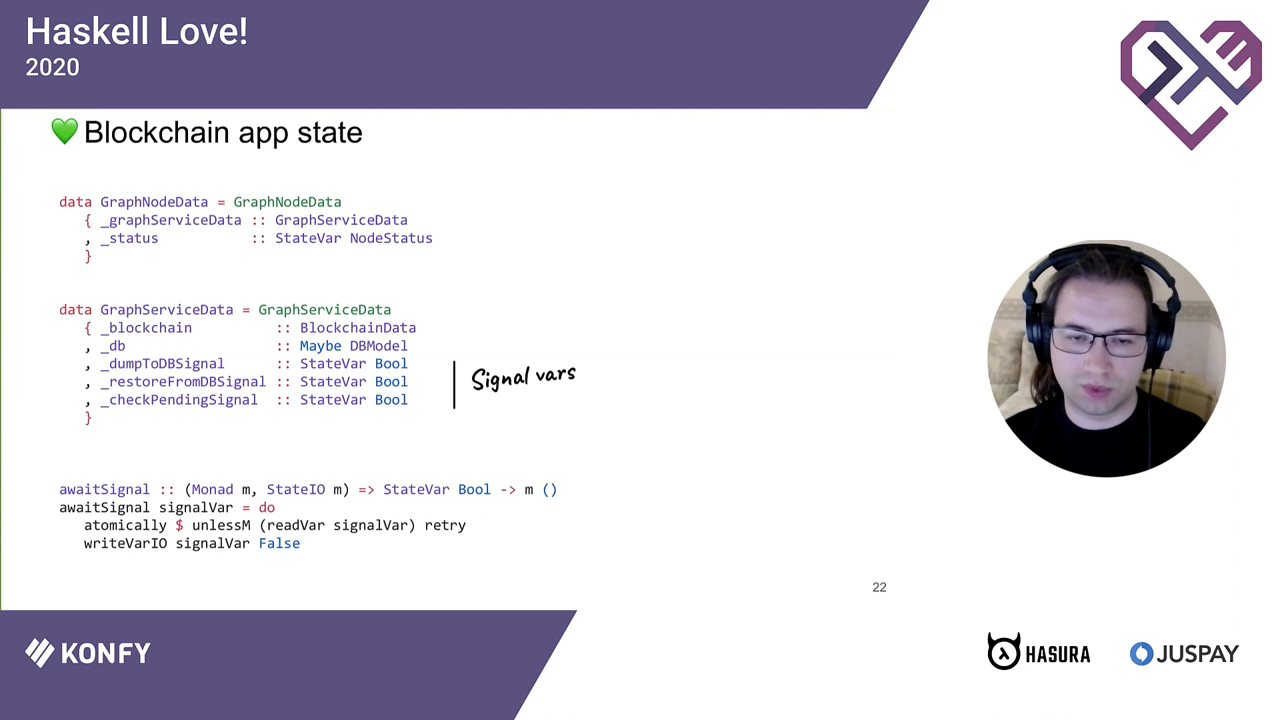 Haskell Love!
2020
💚 Blockchain app state
data GraphNodeData = GraphNodeData
{ _graphServiceData :: GraphServiceData
, _status :: StateVar NodeStatus
}
data GraphServiceData = GraphServiceData
{ _blockchain :: BlockchainData
, _db :: Maybe DBModel
, _dumpToDBSignal :: StateVar Bool
, _restoreFromDBSignal :: StateVar Bool
, _checkPendingSignal :: StateVar Bool
}
Signal vars
awaitSignal :: (Monad m, StateIO m) => StateVar Bool -> m ()
awaitSignal signalVar = do
atomically $ unlessM (readVar signalVar) retry
writeVarIO signalVar False
22
KONFY
HASURA
JUSPAY